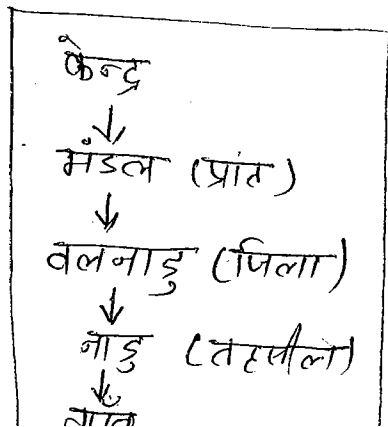 केन्द्र
↓
मंडल (प्रांत)
↓
वलनाडु (जिला)
↓
नाडु (तहसील)
↓